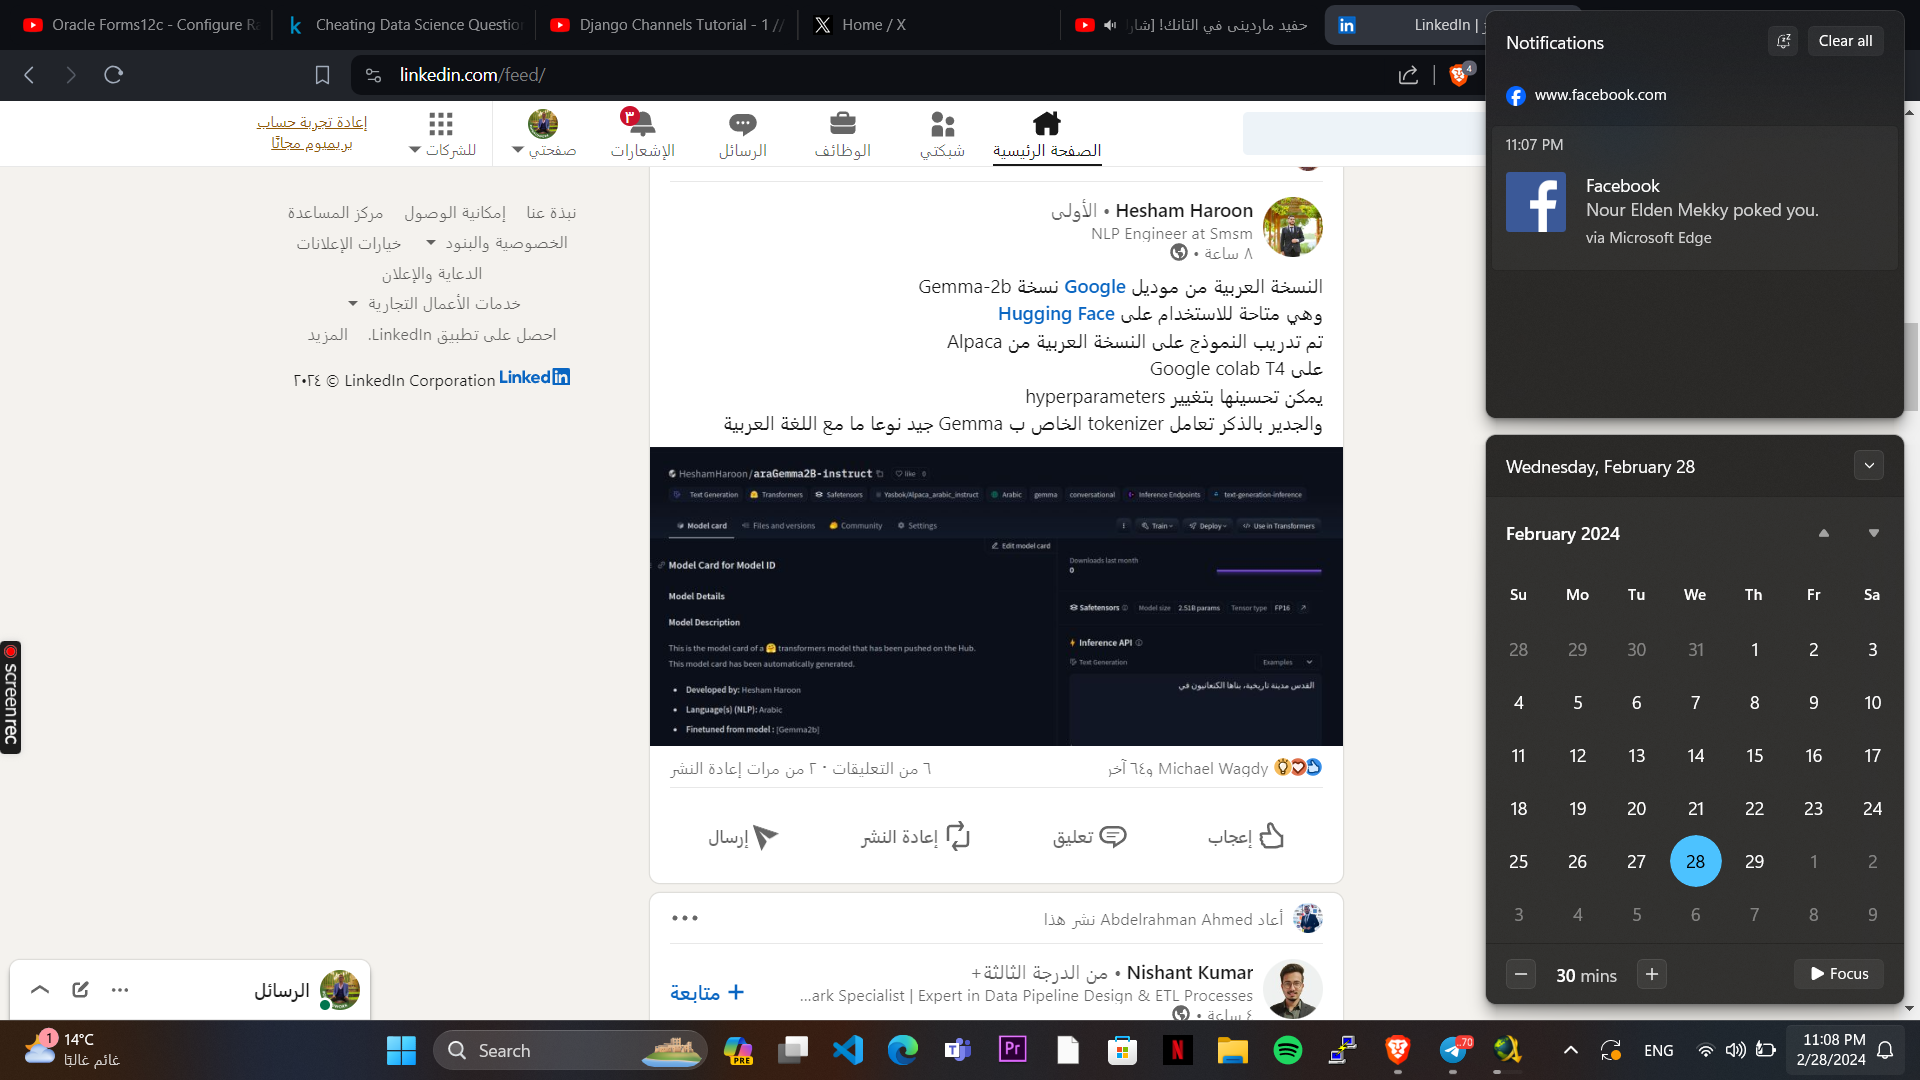 Oracle Forms12c - Configure Ra
Cheating Data Science Question
Django Channels Tutorial - 1 //
Home / X
حفيد ماردينى في التانك! [شارا
LinkedIn |
linkedin.com/feed/
4
إعادة تجربة حساب
بريميوم مجانًا
للشركات
صفحتي
٣
الإشعارات
الرسائل
الوظائف
شبكتي
الصفحة الرئيسية
نبذة عنا
إمكانية الوصول
مركز المساعدة
الخصوصية والبنود
خيارات الإعلانات
الدعاية والإعلان
خدمات الأعمال التجارية
احصل على تطبيق LinkedIn.
المزيد
LinkedIn LinkedIn Corporation © ٢٠٢٤
Hesham Haroon • الأولى
NLP Engineer at Smsm
٨ ساعة •
النسخة العربية من موديل Google نسخة Gemma-2b
وهي متاحة للاستخدام على Hugging Face
تم تدريب النموذج على النسخة العربية من Alpaca
على Google colab T4
يمكن تحسينها بتغيير hyperparameters
والجدير بالذكر تعامل tokenizer الخاص ب Gemma جيد نوعا ما مع اللغة العربية
HeshamHaroon/araGemma2B-instruct
like 0
Text Generation Transformers Safetensors Yasbok/Alpaca_arabic_instruct Arabic gemma conversational Inference Endpoints text-generation-inference
Model card Files and versions Community Settings
Train Deploy Use in Transformers
Edit model card
Model Card for Model ID
Model Details
Model Description
This is the model card of a 🤗 transformers model that has been pushed on the Hub.
This model card has been automatically generated.
• Developed by: Hesham Haroon
• Language(s) (NLP): Arabic
• Finetuned from model : [Gemma2b]
Downloads last month
0
Safetensors Model size 2.51B params Tensor type FP16
Inference API
Text Generation
Examples
القدس مدينة تاريخية، بناها الكنعانيون في
Michael Wagdy و٦٤ آخر
٦ من التعليقات · ٢ من مرات إعادة النشر
إعجاب
تعليق
إعادة النشر
إرسال
أعاد Abdelrahman Ahmed نشر هذا
Nishant Kumar • من الدرجة الثالثة+
...ark Specialist | Expert in Data Pipeline Design & ETL Processes
٤ ساعة •
+ متابعة
الرسائل
screenrec
Notifications
Clear all
www.facebook.com
11:07 PM
Facebook
Nour Elden Mekky poked you.
via Microsoft Edge
Wednesday, February 28
February 2024
Su Mo Tu We Th Fr Sa
28 29 30 31 1 2 3
4 5 6 7 8 9 10
11 12 13 14 15 16 17
18 19 20 21 22 23 24
25 26 27 28 29 1 2
3 4 5 6 7 8 9
30 mins
Focus
1
14°C
غائم غالبًا
Search
PRE
Pr
N
70
ENG
11:08 PM
2/28/2024